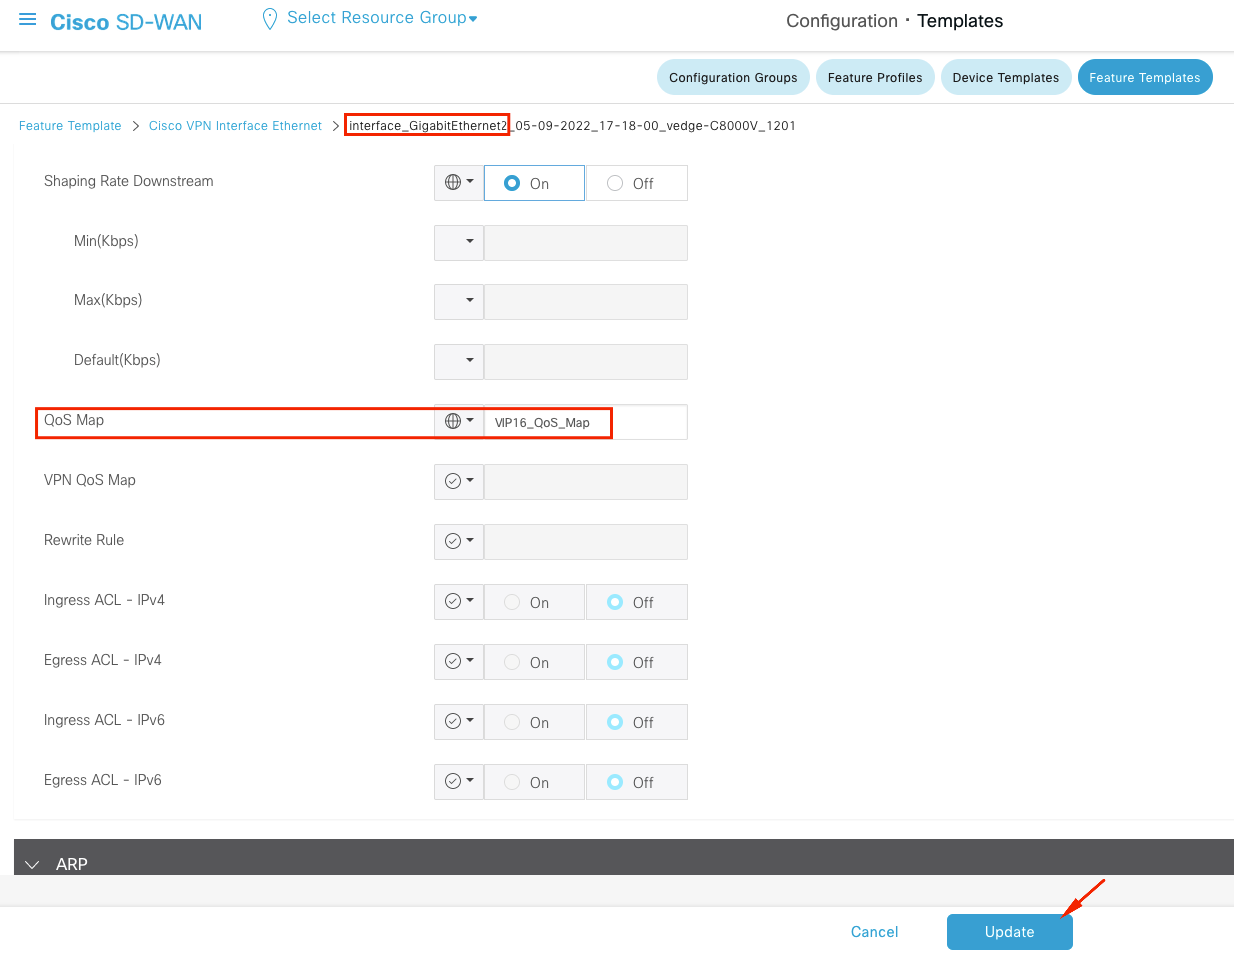 Cisco SD-WAN Select Resource Group Configuration · Templates
Configuration Groups Feature Profiles Device Templates Feature Templates
Feature Template > Cisco VPN Interface Ethernet > interface_GigabitEthernet2_05-09-2022_17-18-00_vedge-C8000V_1201
Shaping Rate Downstream On Off
Min(Kbps)
Max(Kbps)
Default(Kbps)
QoS Map VIP16_QoS_Map
VPN QoS Map
Rewrite Rule
Ingress ACL - IPv4 On Off
Egress ACL - IPv4 On Off
Ingress ACL - IPv6 On Off
Egress ACL - IPv6 On Off
ARP
Cancel Update